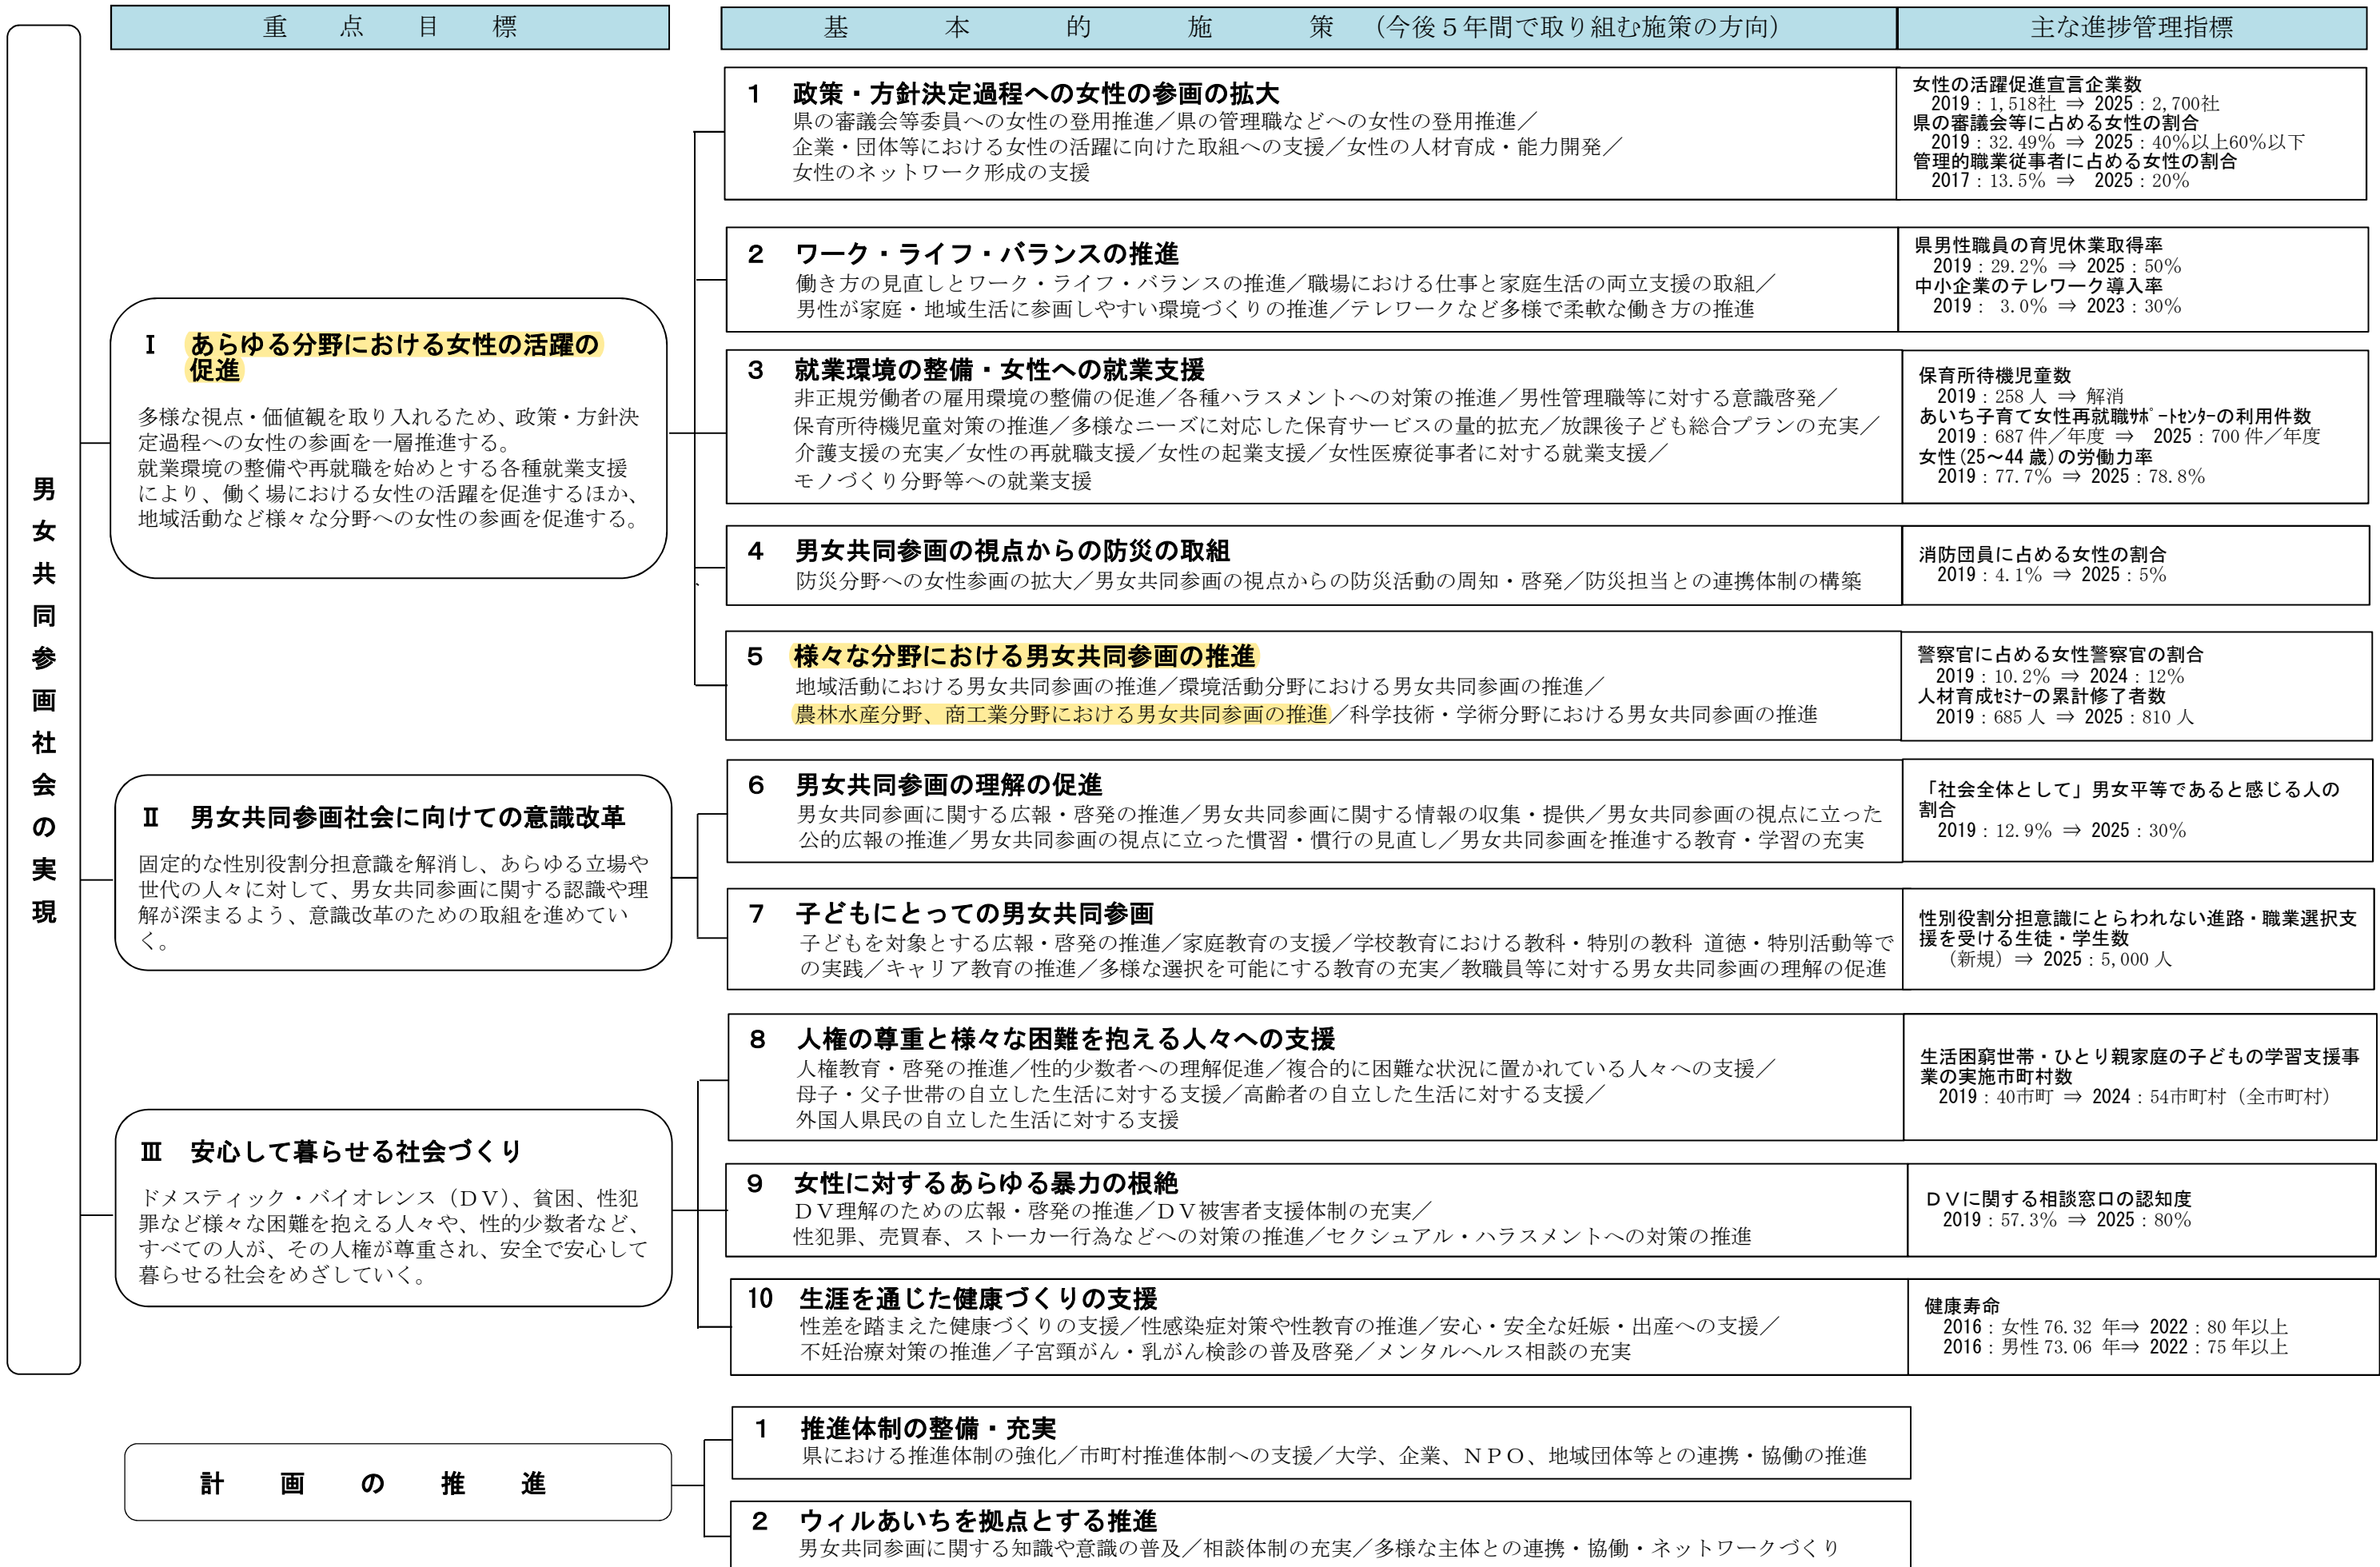 重点目標
基本的施策（今後５年間で取り組む施策の方向）
主な進捗管理指標
男女共同参画社会の実現
Ⅰ　あらゆる分野における女性の活躍の
促進
多様な視点・価値観を取り入れるため、政策・方針決
定過程への女性の参画を一層推進する。
就業環境の整備や再就職を始めとする各種就業支援
により、働く場における女性の活躍を促進するほか、
地域活動など様々な分野への女性の参画を促進する。
1　政策・方針決定過程への女性の参画の拡大
県の審議会等委員への女性の登用推進／県の管理職などへの女性の登用推進／
企業・団体等における女性の活躍に向けた取組への支援／女性の人材育成・能力開発／
女性のネットワーク形成の支援
女性の活躍促進宣言企業数
2019：1,518社 ⇒ 2025：2,700社
県の審議会等に占める女性の割合
2019：32.49% ⇒ 2025：40%以上60%以下
管理的職業従事者に占める女性の割合
2017：13.5% ⇒ 2025：20%
2　ワーク・ライフ・バランスの推進
働き方の見直しとワーク・ライフ・バランスの推進／職場における仕事と家庭生活の両立支援の取組／
男性が家庭・地域生活に参画しやすい環境づくりの推進／テレワークなど多様で柔軟な働き方の推進
県男性職員の育児休業取得率
2019：29.2% ⇒ 2025：50%
中小企業のテレワーク導入率
2019： 3.0% ⇒ 2023：30%
3　就業環境の整備・女性への就業支援
非正規労働者の雇用環境の整備の促進／各種ハラスメントへの対策の推進／男性管理職等に対する意識啓発／
保育所待機児童対策の推進／多様なニーズに対応した保育サービスの量的拡充／放課後子ども総合プランの充実／
介護支援の充実／女性の再就職支援／女性の起業支援／女性医療従事者に対する就業支援／
モノづくり分野等への就業支援
保育所待機児童数
2019：258 人 ⇒ 解消
あいち子育て女性再就職ｻﾎﾟｰﾄｾﾝﾀｰの利用件数
2019：687 件／年度 ⇒ 2025：700 件／年度
女性(25～44 歳)の労働力率
2019：77.7% ⇒ 2025：78.8%
4　男女共同参画の視点からの防災の取組
防災分野への女性参画の拡大／男女共同参画の視点からの防災活動の周知・啓発／防災担当との連携体制の構築
消防団員に占める女性の割合
2019：4.1% ⇒ 2025：5%
5　様々な分野における男女共同参画の推進
地域活動における男女共同参画の推進／環境活動分野における男女共同参画の推進／
農林水産分野、商工業分野における男女共同参画の推進／科学技術・学術分野における男女共同参画の推進
警察官に占める女性警察官の割合
2019：10.2% ⇒ 2024：12%
人材育成ｾﾐﾅｰの累計修了者数
2019：685 人 ⇒ 2025：810 人
Ⅱ　男女共同参画社会に向けての意識改革
固定的な性別役割分担意識を解消し、あらゆる立場や
世代の人々に対して、男女共同参画に関する認識や理
解が深まるよう、意識改革のための取組を進めてい
く。
6　男女共同参画の理解の促進
男女共同参画に関する広報・啓発の推進／男女共同参画に関する情報の収集・提供／男女共同参画の視点に立った
公的広報の推進／男女共同参画の視点に立った慣習・慣行の見直し／男女共同参画を推進する教育・学習の充実
「社会全体として」男女平等であると感じる人の
割合
2019：12.9% ⇒ 2025：30%
7　子どもにとっての男女共同参画
子どもを対象とする広報・啓発の推進／家庭教育の支援／学校教育における教科・特別の教科 道徳・特別活動等で
の実践／キャリア教育の推進／多様な選択を可能にする教育の充実／教職員等に対する男女共同参画の理解の促進
性別役割分担意識にとらわれない進路・職業選択支
援を受ける生徒・学生数
（新規）⇒ 2025：5,000 人
Ⅲ　安心して暮らせる社会づくり
ドメスティック・バイオレンス（ＤＶ）、貧困、性犯
罪など様々な困難を抱える人々や、性的少数者など、
すべての人が、その人権が尊重され、安全で安心して
暮らせる社会をめざしていく。
8　人権の尊重と様々な困難を抱える人々への支援
人権教育・啓発の推進／性的少数者への理解促進／複合的に困難な状況に置かれている人々への支援／
母子・父子世帯の自立した生活に対する支援／高齢者の自立した生活に対する支援／
外国人県民の自立した生活に対する支援
生活困窮世帯・ひとり親家庭の子どもの学習支援事
業の実施市町村数
2019：40市町 ⇒ 2024：54市町村（全市町村）
9　女性に対するあらゆる暴力の根絶
ＤＶ理解のための広報・啓発の推進／ＤＶ被害者支援体制の充実／
性犯罪、売買春、ストーカー行為などへの対策の推進／セクシュアル・ハラスメントへの対策の推進
ＤＶに関する相談窓口の認知度
2019：57.3% ⇒ 2025：80%
10　生涯を通じた健康づくりの支援
性差を踏まえた健康づくりの支援／性感染症対策や性教育の推進／安心・安全な妊娠・出産への支援／
不妊治療対策の推進／子宮頸がん・乳がん検診の普及啓発／メンタルヘルス相談の充実
健康寿命
2016：女性 76.32 年⇒ 2022：80 年以上
2016：男性 73.06 年⇒ 2022：75 年以上
計画の推進
1　推進体制の整備・充実
県における推進体制の強化／市町村推進体制への支援／大学、企業、ＮＰＯ、地域団体等との連携・協働の推進
2　ウィルあいちを拠点とする推進
男女共同参画に関する知識や意識の普及／相談体制の充実／多様な主体との連携・協働・ネットワークづくり